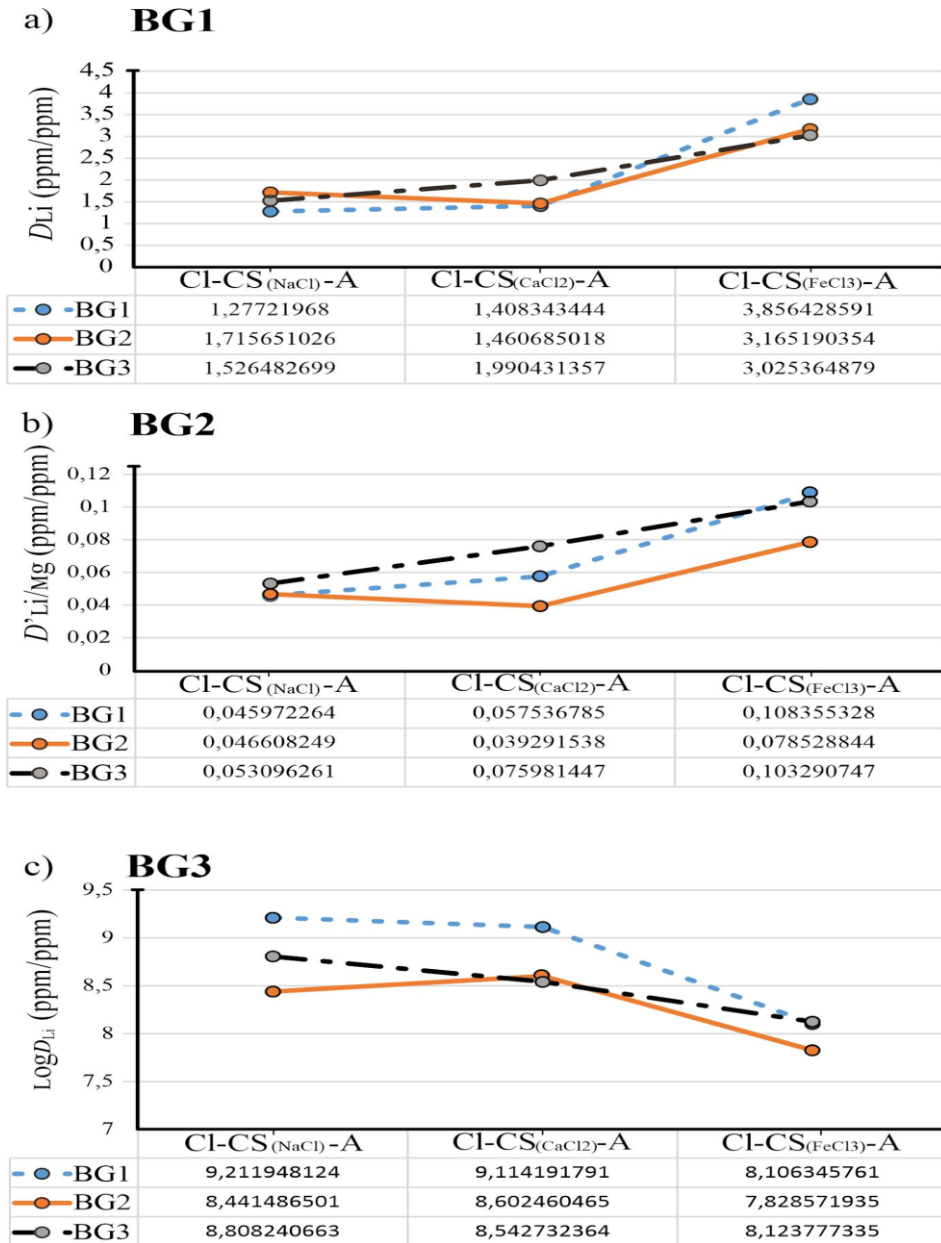 a) BG1
4,5
4
3,5
3
2,5
2
1,5
1
0,5
0
DLi (ppm/ppm)
Cl-CS(NaCl)-A Cl-CS(CaCl2)-A Cl-CS(FeCl3)-A
BG1 1,27721968 1,408343444 3,856428591
BG2 1,715651026 1,460685018 3,165190354
BG3 1,526482699 1,990431357 3,025364879
b) BG2
0,12
0,1
0,08
0,06
0,04
0,02
0
D'Li/Mg (ppm/ppm)
Cl-CS(NaCl)-A Cl-CS(CaCl2)-A Cl-CS(FeCl3)-A
BG1 0,045972264 0,057536785 0,108355328
BG2 0,046608249 0,039291538 0,078528844
BG3 0,053096261 0,075981447 0,103290747
c) BG3
9,5
9
8,5
8
7,5
7
LogDLi (ppm/ppm)
Cl-CS(NaCl)-A Cl-CS(CaCl2)-A Cl-CS(FeCl3)-A
BG1 9,211948124 9,114191791 8,106345761
BG2 8,441486501 8,602460465 7,828571935
BG3 8,808240663 8,542732364 8,123777335